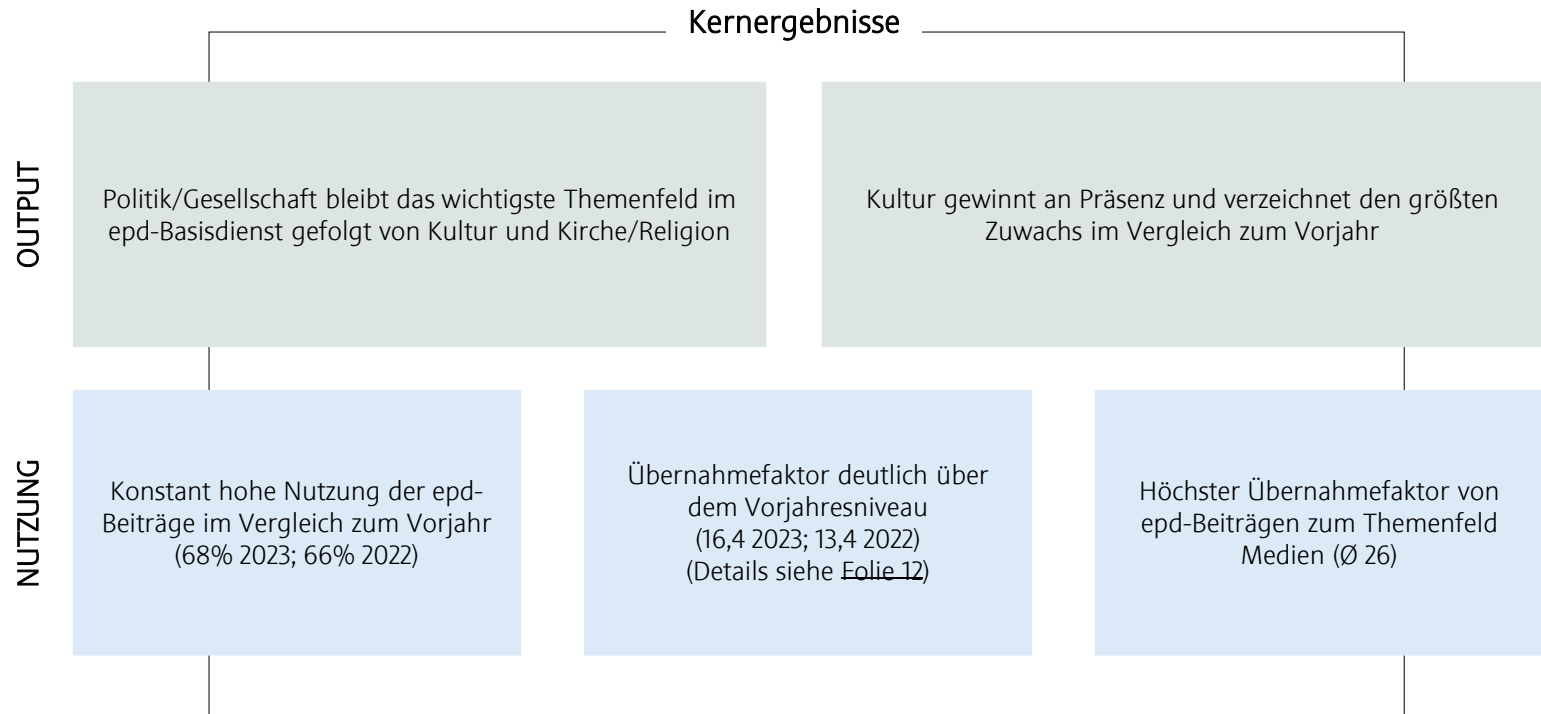 Kernergebnisse
OUTPUT
Politik/Gesellschaft bleibt das wichtigste Themenfeld im
epd-Basisdienst gefolgt von Kultur und Kirche/Religion
Kultur gewinnt an Präsenz und verzeichnet den größten
Zuwachs im Vergleich zum Vorjahr
NUTZUNG
Konstant hohe Nutzung der epd-
Beiträge im Vergleich zum Vorjahr
(68% 2023; 66% 2022)
Übernahmefaktor deutlich über
dem Vorjahresniveau
(16,4 2023; 13,4 2022)
(Details siehe Folie 12)
Höchster Übernahmefaktor von
epd-Beiträgen zum Themenfeld
Medien (Ø 26)